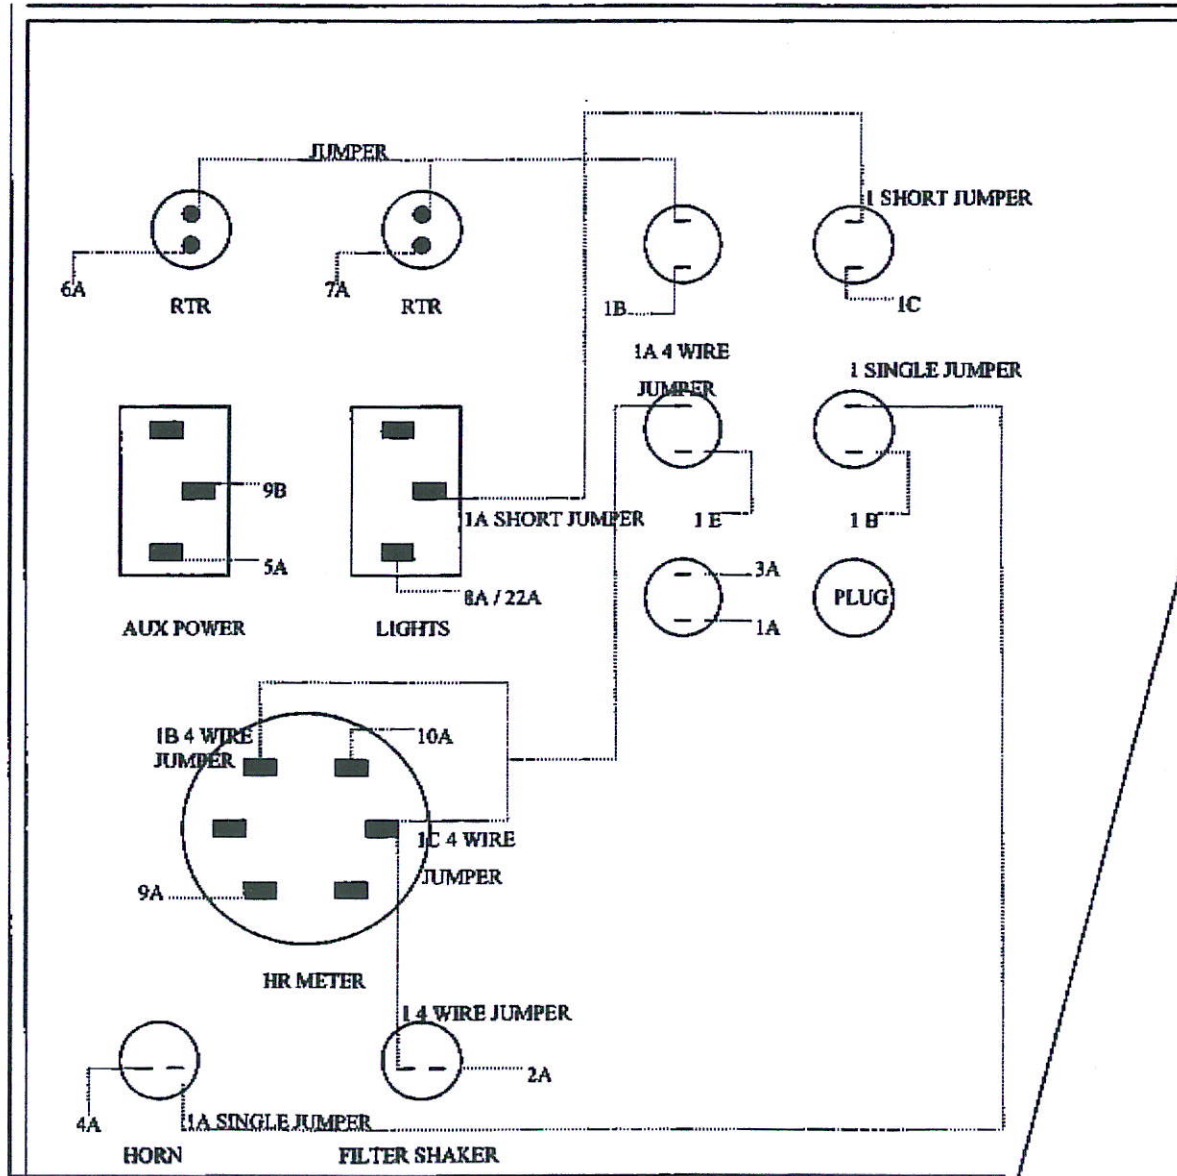 JUMPER
1 SHORT JUMPER
6A
7A
RTR
RTR
1B
1C
1A 4 WIRE
JUMPER
1 SINGLE JUMPER
9B
1A SHORT JUMPER
1 E
1 B
5A
8A / 22A
3A
1A
PLUG
AUX POWER
LIGHTS
1B 4 WIRE
JUMPER
10A
1C 4 WIRE
JUMPER
9A
HR METER
1 4 WIRE JUMPER
2A
4A
1A SINGLE JUMPER
HORN
FILTER SHAKER